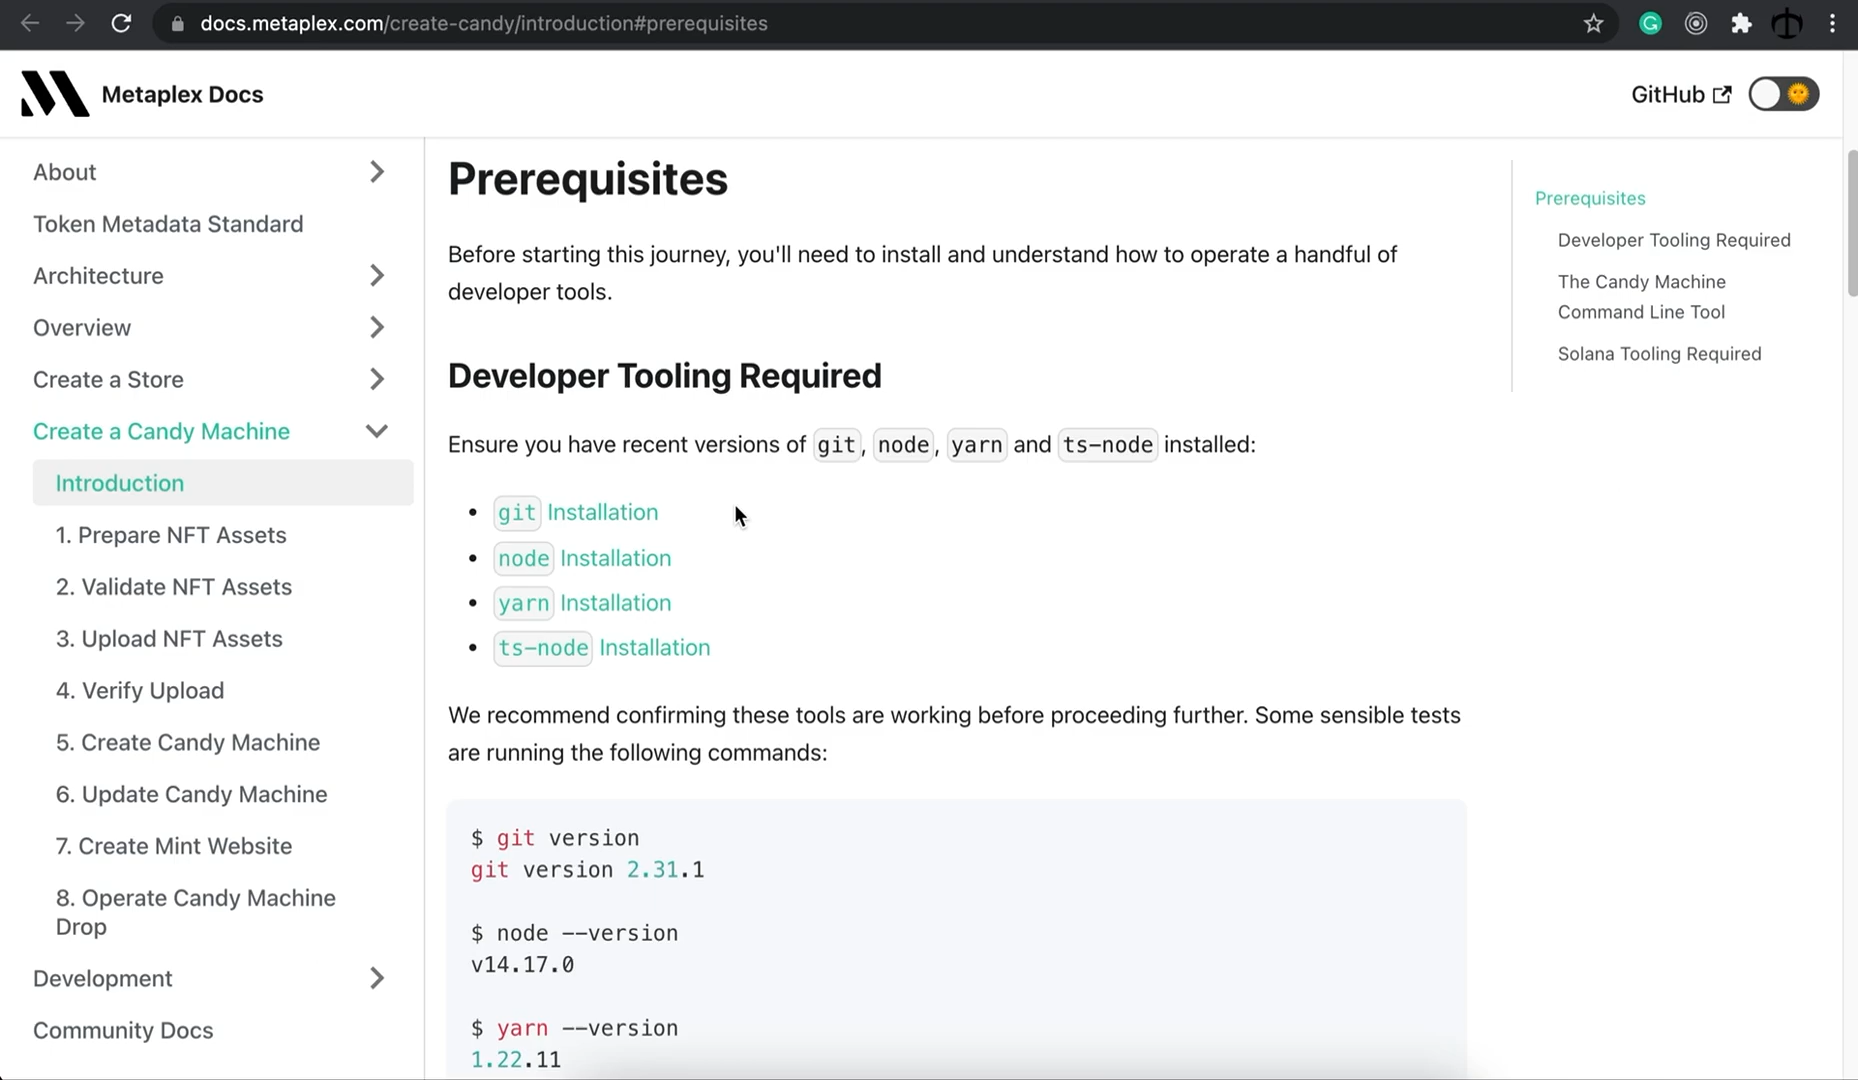 docs.metaplex.com/create-candy/introduction#prerequisites
Metaplex Docs
GitHub
About
Token Metadata Standard
Architecture
Overview
Create a Store
Create a Candy Machine
Introduction
1. Prepare NFT Assets
2. Validate NFT Assets
3. Upload NFT Assets
4. Verify Upload
5. Create Candy Machine
6. Update Candy Machine
7. Create Mint Website
8. Operate Candy Machine
Drop
Development
Community Docs
Prerequisites
Before starting this journey, you'll need to install and understand how to operate a handful of
developer tools.
Developer Tooling Required
Ensure you have recent versions of git, node, yarn and ts-node installed:
• git Installation
• node Installation
• yarn Installation
• ts-node Installation
We recommend confirming these tools are working before proceeding further. Some sensible tests
are running the following commands:
$ git version
git version 2.31.1
$ node --version
v14.17.0
$ yarn --version
1.22.11
Prerequisites
Developer Tooling Required
The Candy Machine
Command Line Tool
Solana Tooling Required